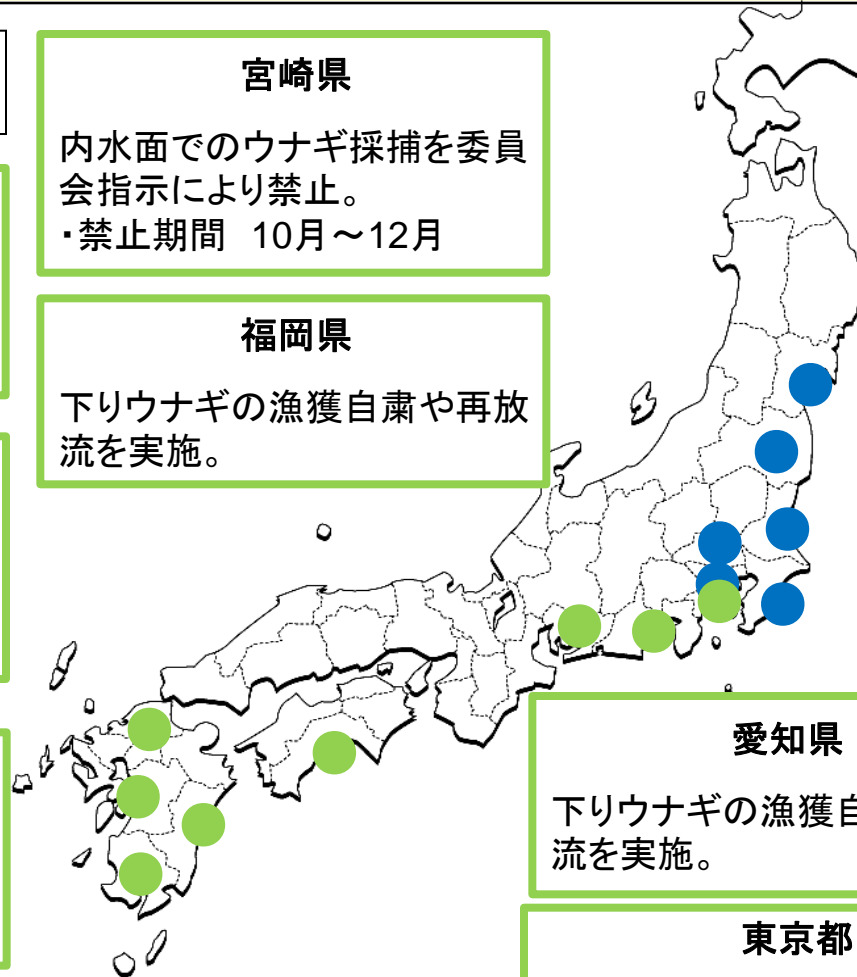 宮崎県
内水面でのウナギ採捕を委員
会指示により禁止。
・禁止期間　10月～12月
福岡県
下りウナギの漁獲自粛や再放
流を実施。
愛知県
下りウナギの漁獲自
流を実施。
東京都